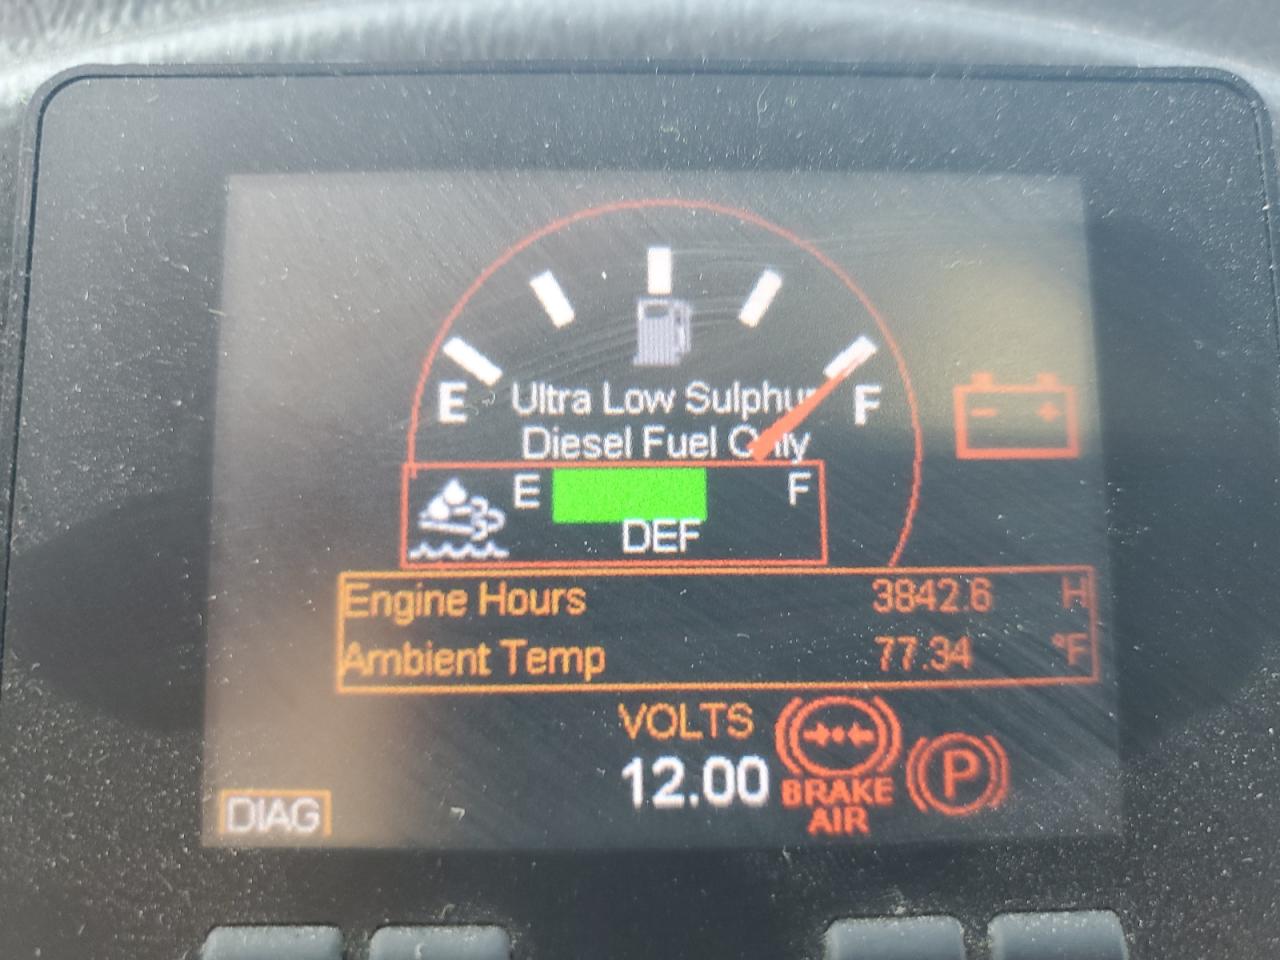 E
F
Ultra Low Sulphur
Diesel Fuel Only
E
F
DEF
Engine Hours 3842.6 H
Ambient Temp 77.34 °F
VOLTS
12.00
BRAKE
AIR
P
DIAG